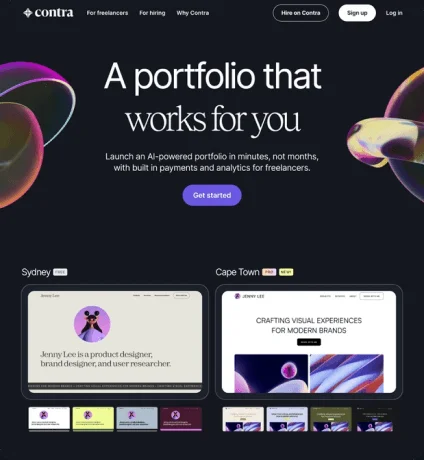 contra
For freelancers
For hiring
Why Contra
Hire on Contra
Sign up
Log in
A portfolio that
works for you
Launch an AI-powered portfolio in minutes, not months,
with built in payments and analytics for freelancers.
Get started
Sydney FREE
Cape Town PRO NEW!
Jenny Lee is a product designer,
brand designer, and user researcher.
JENNY LEE
CRAFTING VISUAL EXPERIENCES
FOR MODERN BRANDS